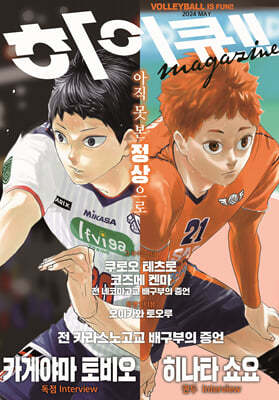 VOLLEYBALL IS FUN!!
2024 MAY
하이큐!!
magazine
아직 못 본 정상으로
MIKASA
lfviga
21
쿠로오 테츠로
코즈메 켄마
전 네코마고교 배구부의 증언
오이카와 토오루
전 카라스노고교 배구부의 증언
카게야마 토비오
독점 Interview
히나타 쇼요
Interview